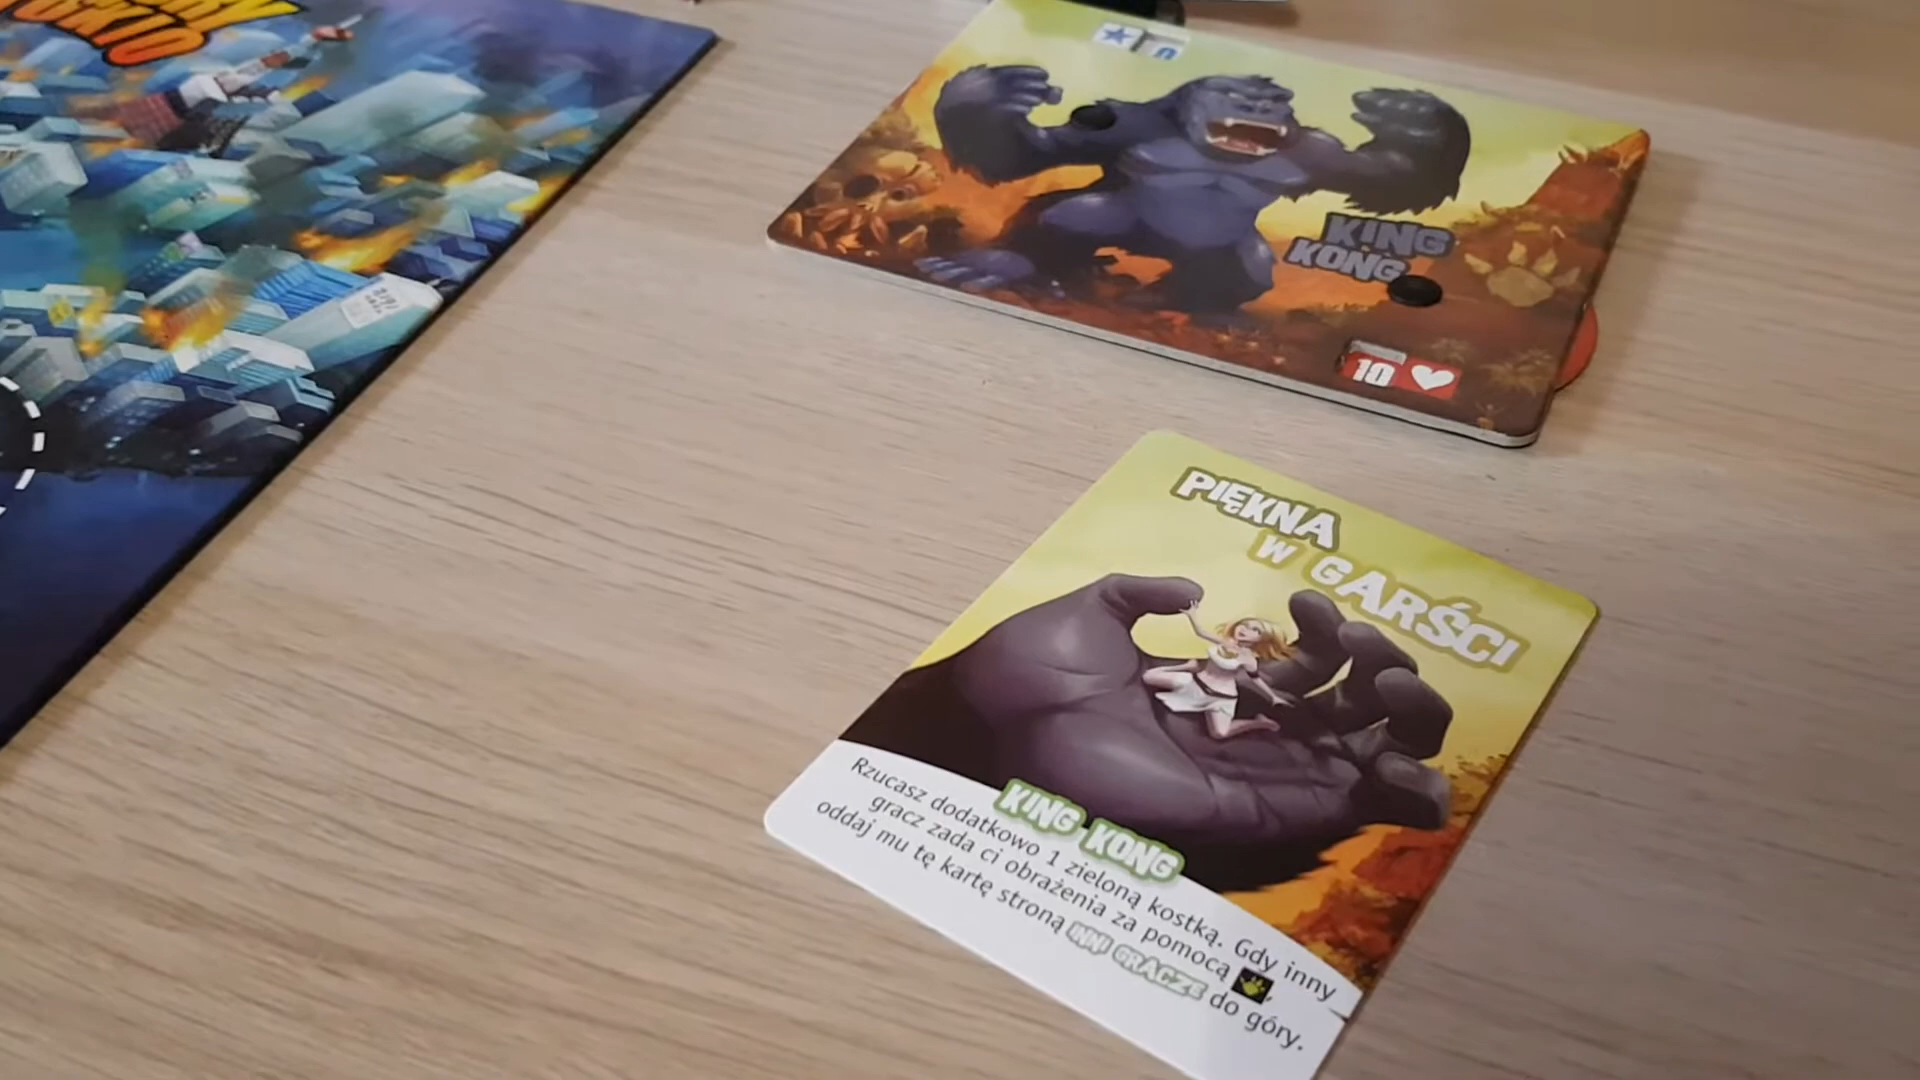 KING
KONG
10
PIĘKNA
W GARŚCI
KING KONG
Rzucasz dodatkowo 1 zieloną kostką. Gdy inny
gracz zada ci obrażenia za pomocą
oddaj mu tę kartę stroną INNI GRACZE do góry.